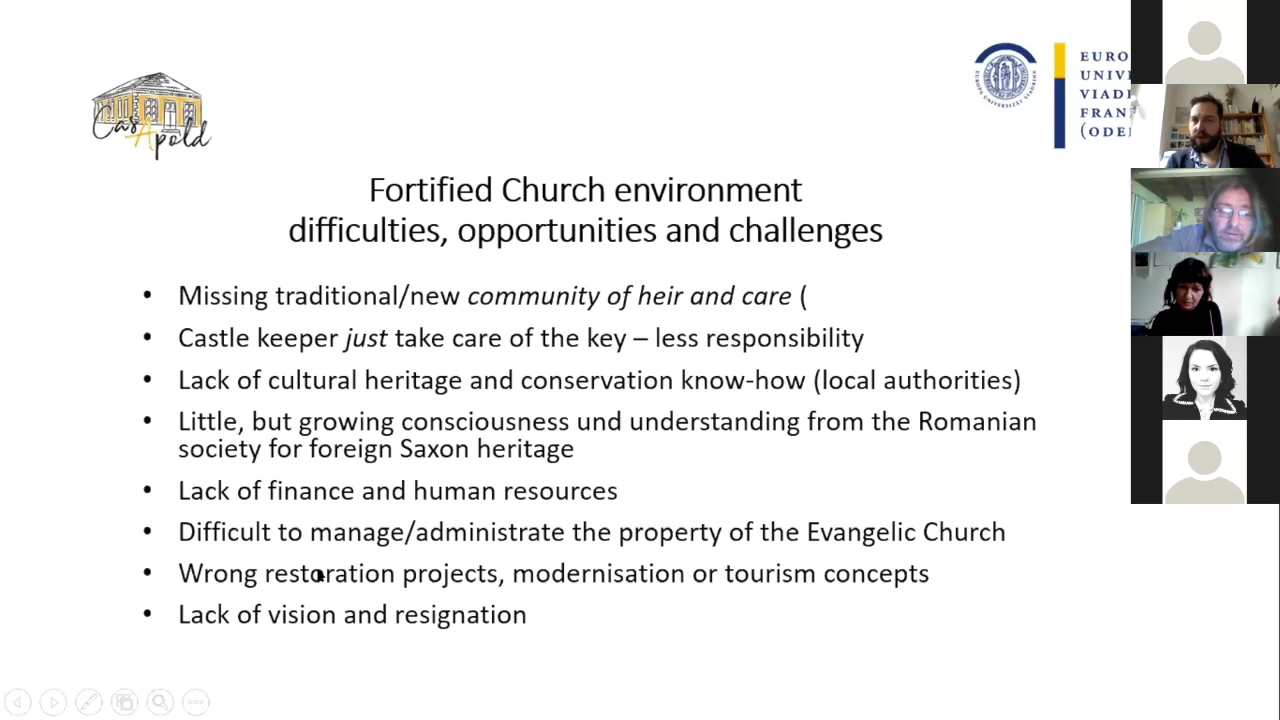 CasApold
EUROPA UNIVERSITÄT VIADRINA
EURO
UNIV
VIAD
FRAN
(ODE
Fortified Church environment
difficulties, opportunities and challenges
• Missing traditional/new community of heir and care (
• Castle keeper just take care of the key – less responsibility
• Lack of cultural heritage and conservation know-how (local authorities)
• Little, but growing consciousness und understanding from the Romanian
society for foreign Saxon heritage
• Lack of finance and human resources
• Difficult to manage/administrate the property of the Evangelic Church
• Wrong restoration projects, modernisation or tourism concepts
• Lack of vision and resignation